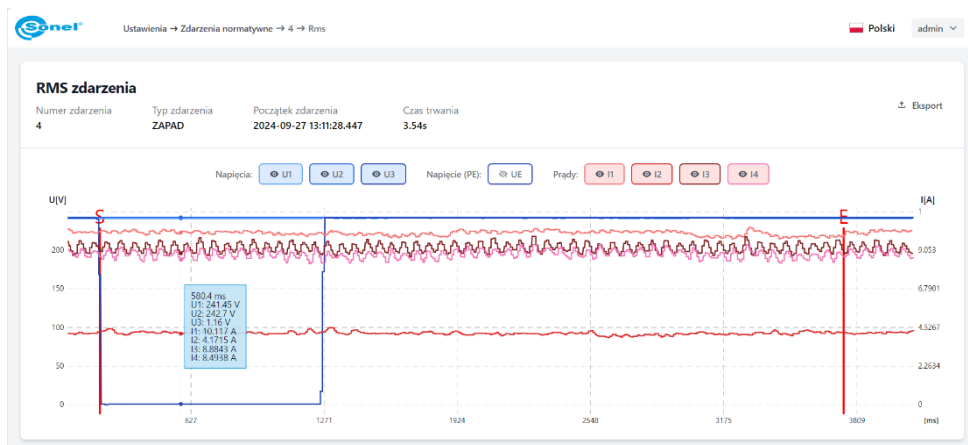 Sonel®
Ustawienia → Zdarzenia normatywne → 4 → Rms
Polski
admin
RMS zdarzenia
Numer zdarzenia Typ zdarzenia Początek zdarzenia Czas trwania
4 ZAPAD 2024-09-27 13:11:28.447 3.54s
Eksport
Napięcia: U1 U2 U3 Napięcie (PE): UE Prądy: I1 I2 I3 I4
U[V] I[A]
S E
1
200 9.053
150 6.7901
100 4.5267
50 2.2634
0 0
580.4 ms
U1: 241.45 V
U2: 242.7 V
U3: 1.16 V
I1: 10.117 A
I2: 4.1715 A
I3: 8.8843 A
I4: 8.4938 A
627 1271 1924 2548 3175 3809 [ms]